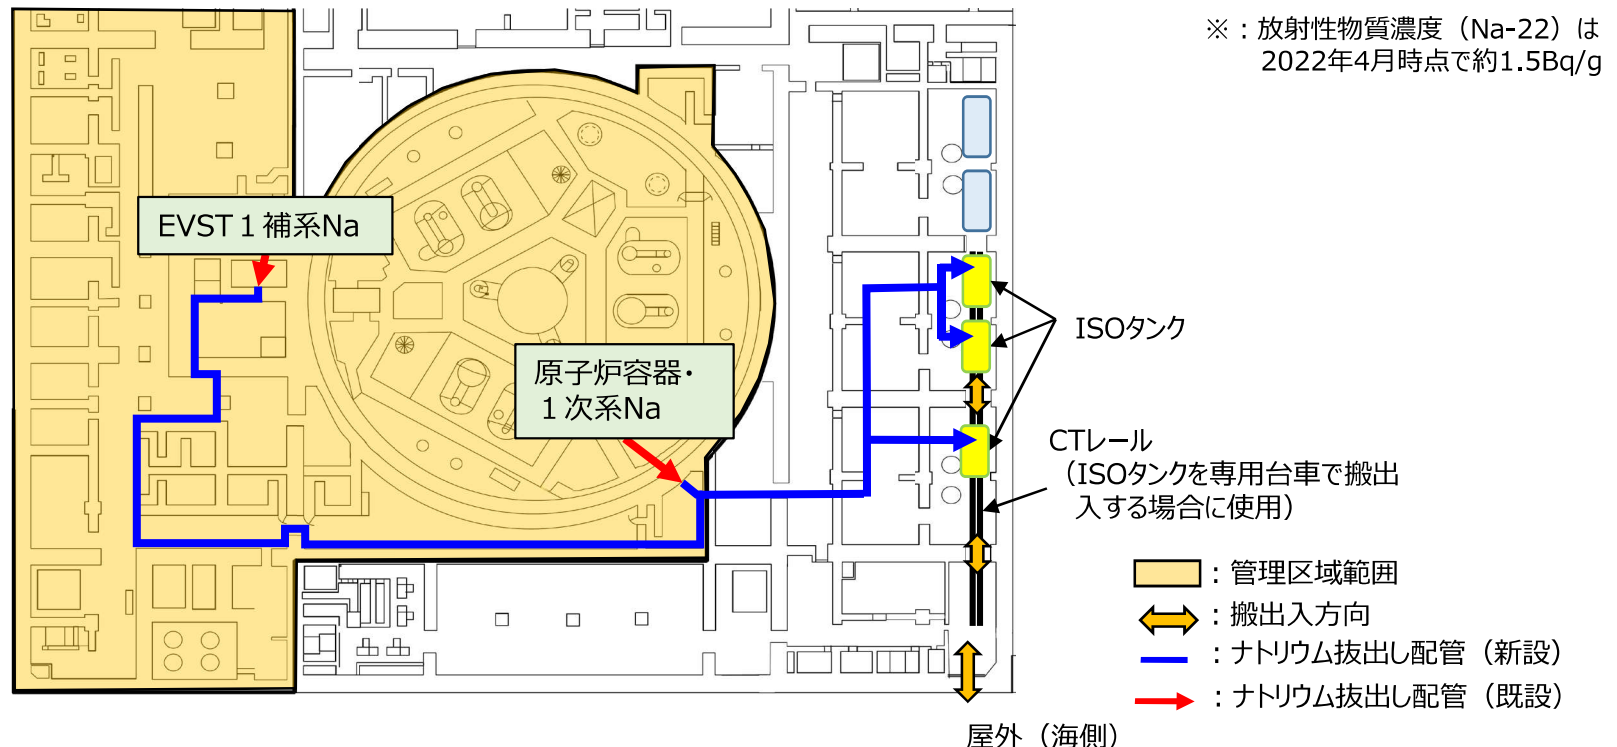 ※：放射性物質濃度（Na-22）は
2022年4月時点で約1.5Bq/g
EVST１補系Na
原子炉容器・
１次系Na
ISOタンク
CTレール
（ISOタンクを専用台車で搬出
入する場合に使用）
：管理区域範囲
：搬出入方向
：ナトリウム抜出し配管（新設）
：ナトリウム抜出し配管（既設）
屋外（海側）